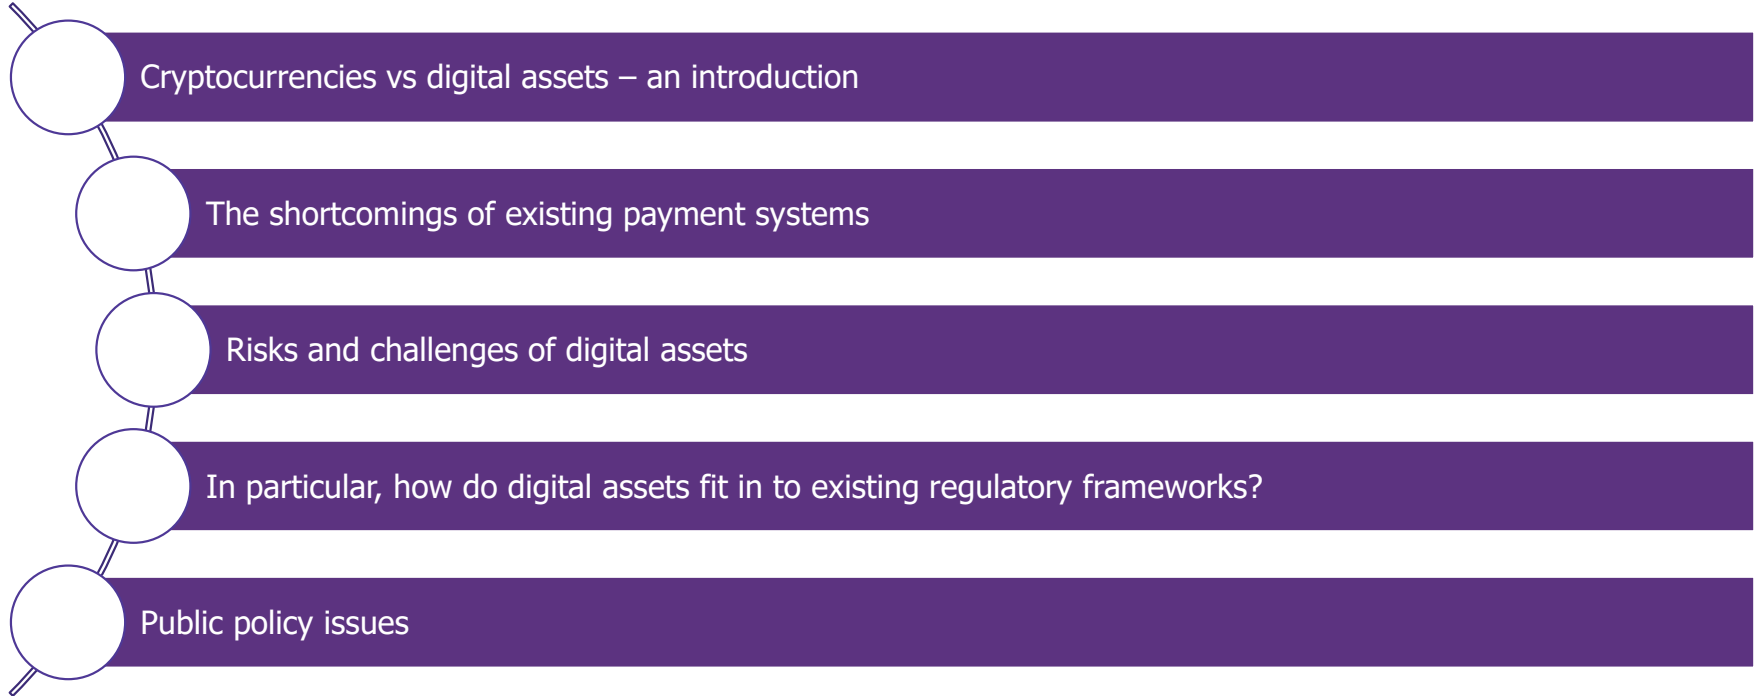 Cryptocurrencies vs digital assets – an introduction
The shortcomings of existing payment systems
Risks and challenges of digital assets
In particular, how do digital assets fit in to existing regulatory frameworks?
Public policy issues